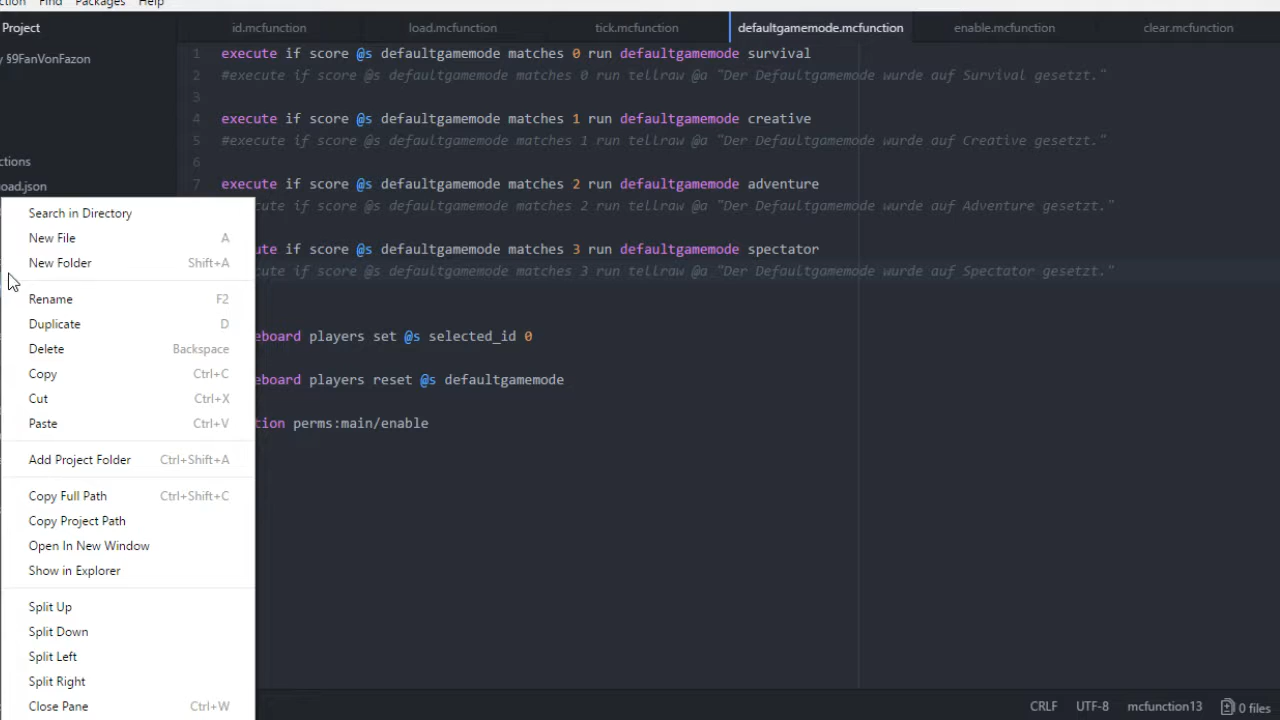 ction Find Packages Help
Project
id.mcfunction load.mcfunction tick.mcfunction defaultgamemode.mcfunction enable.mcfunction clear.mcfunction
y §9FanVonFazon
ctions
oad.json
1 execute if score @s defaultgamemode matches 0 run defaultgamemode survival
2 #execute if score @s defaultgamemode matches 0 run tellraw @a "Der Defaultgamemode wurde auf Survival gesetzt."
3
4 execute if score @s defaultgamemode matches 1 run defaultgamemode creative
5 #execute if score @s defaultgamemode matches 1 run tellraw @a "Der Defaultgamemode wurde auf Creative gesetzt."
6
7 execute if score @s defaultgamemode matches 2 run defaultgamemode adventure
cute if score @s defaultgamemode matches 2 run tellraw @a "Der Defaultgamemode wurde auf Adventure gesetzt."
ute if score @s defaultgamemode matches 3 run defaultgamemode spectator
cute if score @s defaultgamemode matches 3 run tellraw @a "Der Defaultgamemode wurde auf Spectator gesetzt."
eboard players set @s selected_id 0
eboard players reset @s defaultgamemode
tion perms:main/enable
Search in Directory
New File A
New Folder Shift+A
Rename F2
Duplicate D
Delete Backspace
Copy Ctrl+C
Cut Ctrl+X
Paste Ctrl+V
Add Project Folder Ctrl+Shift+A
Copy Full Path Ctrl+Shift+C
Copy Project Path
Open In New Window
Show in Explorer
Split Up
Split Down
Split Left
Split Right
Close Pane Ctrl+W
CRLF UTF-8 mcfunction13 0 files